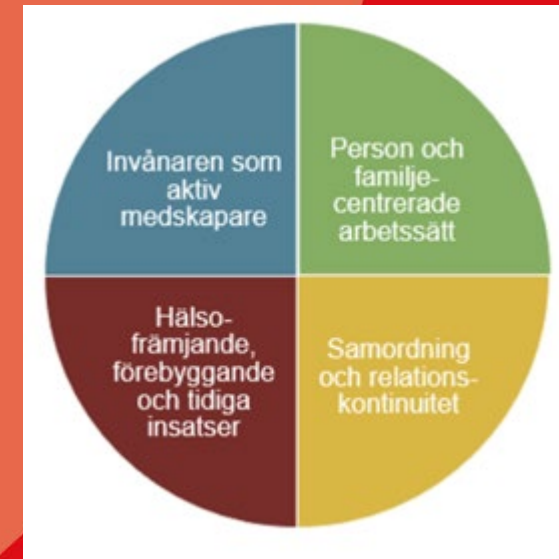 Invånaren som
aktiv
medskapare
Person och
familje-
centrerade
arbetssätt
Hälso-
främjande,
förebyggande
och tidiga
insatser
Samordning
och relations-
kontinuitet